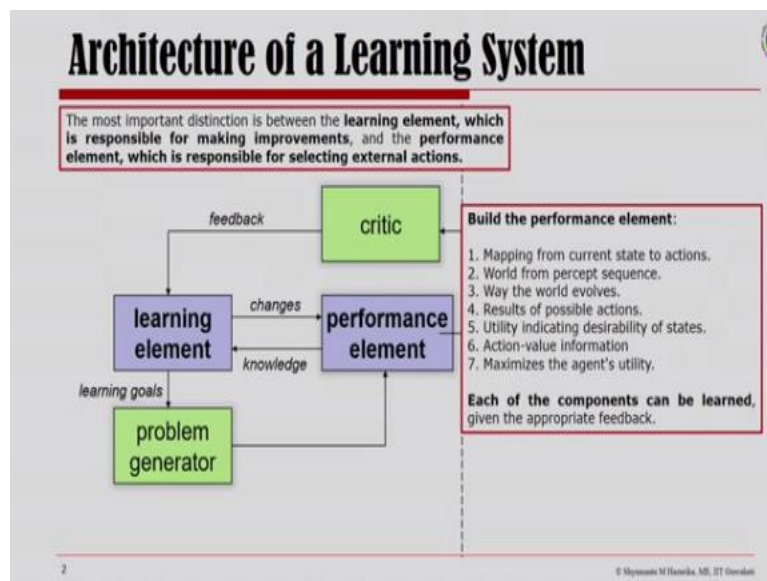 Architecture of a Learning System
The most important distinction is between the learning element, which
is responsible for making improvements, and the performance
element, which is responsible for selecting external actions.
feedback
critic
Build the performance element:
1. Mapping from current state to actions.
2. World from percept sequence.
3. Way the world evolves.
4. Results of possible actions.
5. Utility indicating desirability of states.
6. Action-value information
7. Maximizes the agent's utility.
Each of the components can be learned,
given the appropriate feedback.
learning
element
changes
knowledge
performance
element
learning goals
problem
generator
2
© Shyamanta M Hazarika, ME, IIT Guwahati